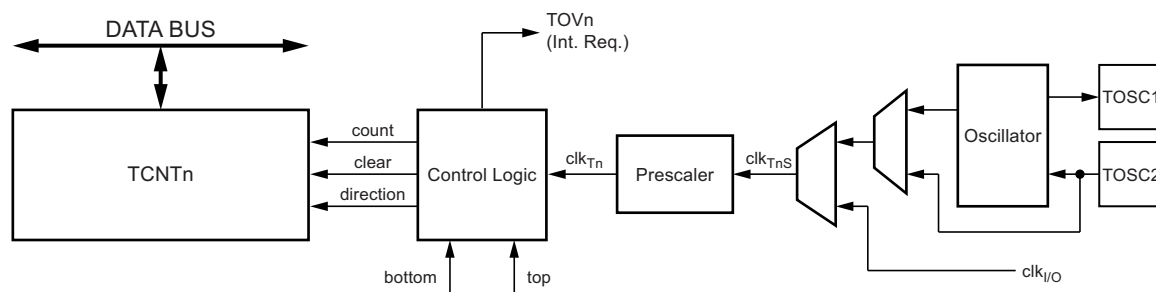 DATA BUS
TOVn
(Int. Req.)
TCNTn
count
clear
direction
Control Logic
bottom
top
clkTn
Prescaler
clkTnS
Oscillator
TOSC1
TOSC2
clkI/O